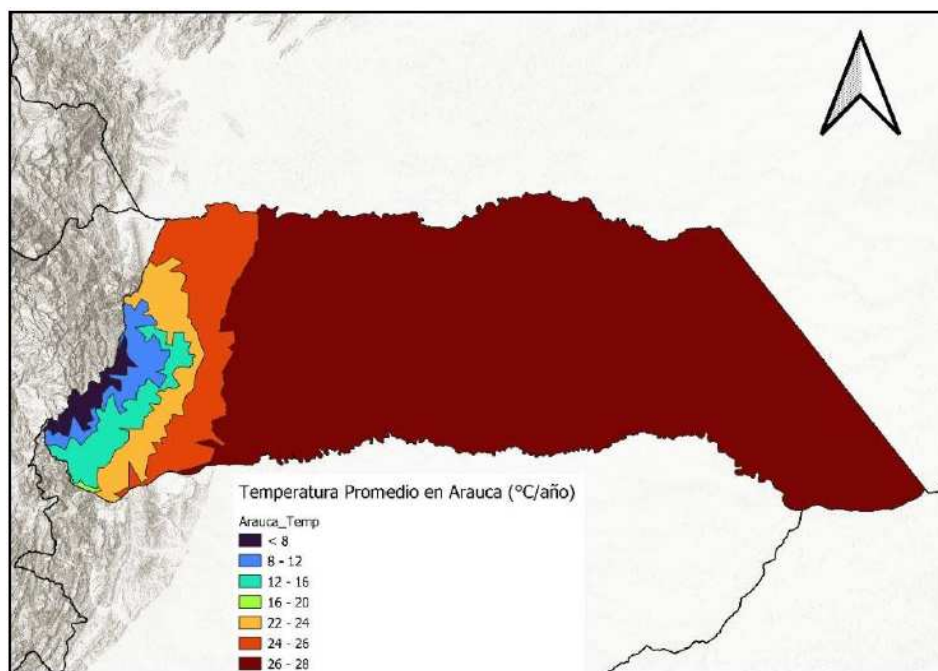 Temperatura Promedio en Arauca (°C/año)
Arauca_Temp
< 8
8 - 12
12 - 16
16 - 20
22 - 24
24 - 26
26 - 28